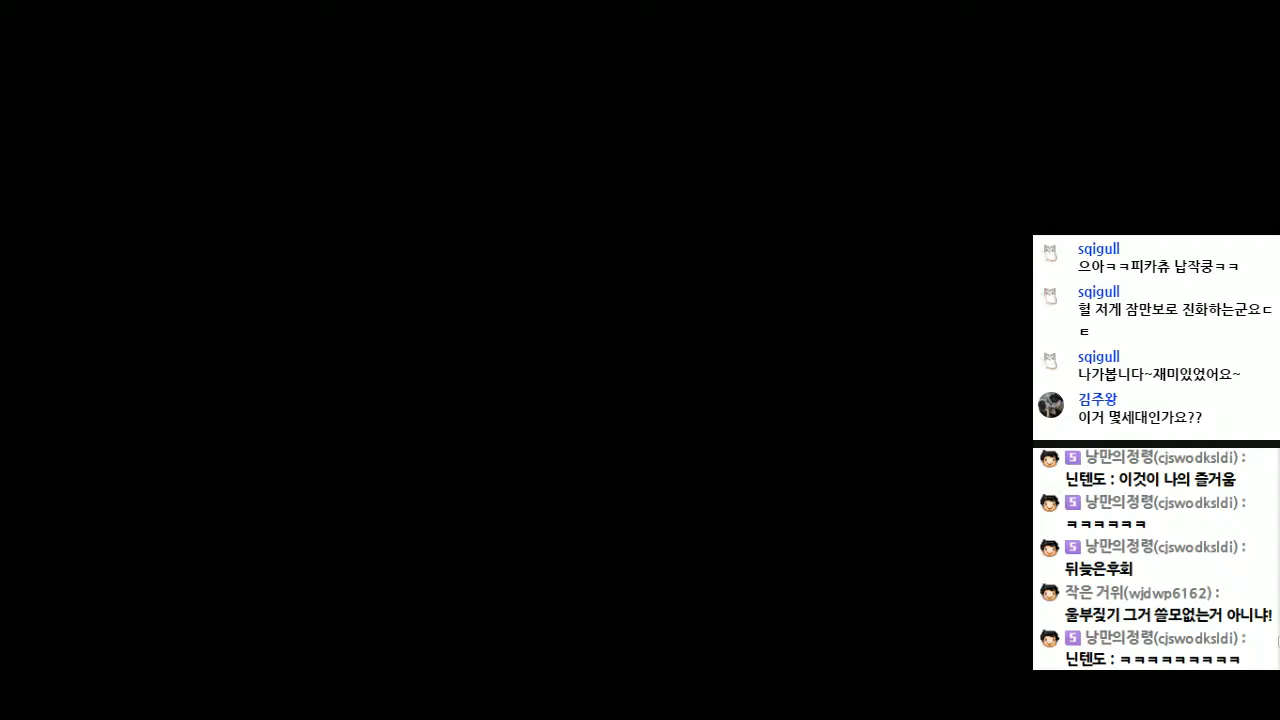 sqigull
으아ㅋㅋ피카츄 납작쿵ㅋㅋ
sqigull
헐 저게 잠만보로 진화하는군요ㄷ
ㅌ
sqigull
나가봅니다~재미있었어요~
김주왕
이거 몇세대인가요??
5 낭만의정령(cjswodksldi) :
닌텐도 : 이것이 나의 즐거움
5 낭만의정령(cjswodksldi) :
ㅋㅋㅋㅋㅋㅋ
5 낭만의정령(cjswodksldi) :
뒤늦은후회
작은 거위(wjdwp6162) :
울부짖기 그거 쓸모없는거 아니냐!
5 낭만의정령(cjswodksldi) :
닌텐도 : ㅋㅋㅋㅋㅋㅋㅋㅋㅋ